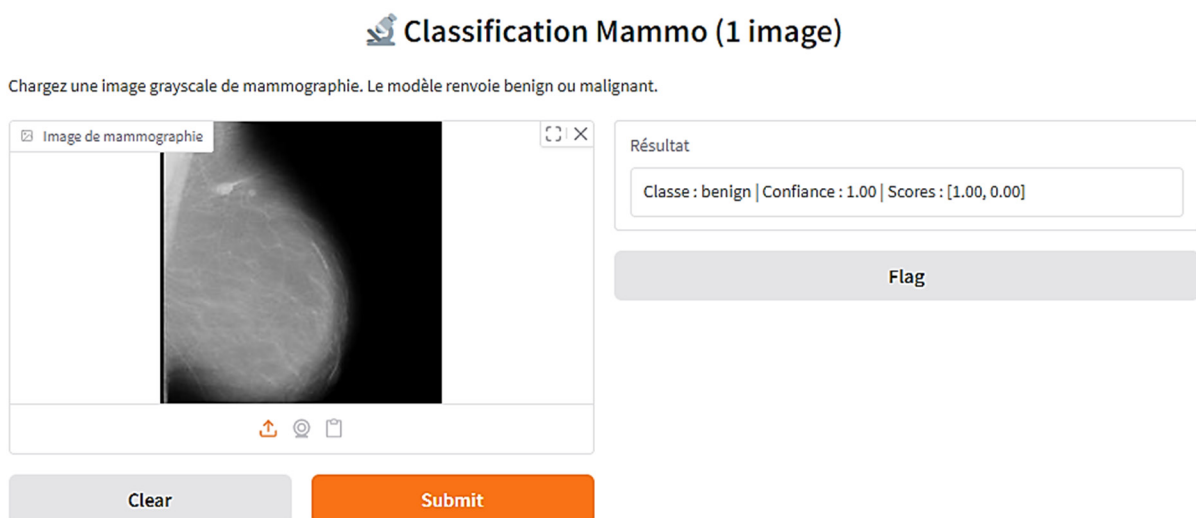 Classification Mammo (1 image)
Chargez une image grayscale de mammographie. Le modèle renvoie benign ou malignant.
Image de mammographie
Résultat
Classe : benign | Confiance : 1.00 | Scores : [1.00, 0.00]
Flag
Clear
Submit